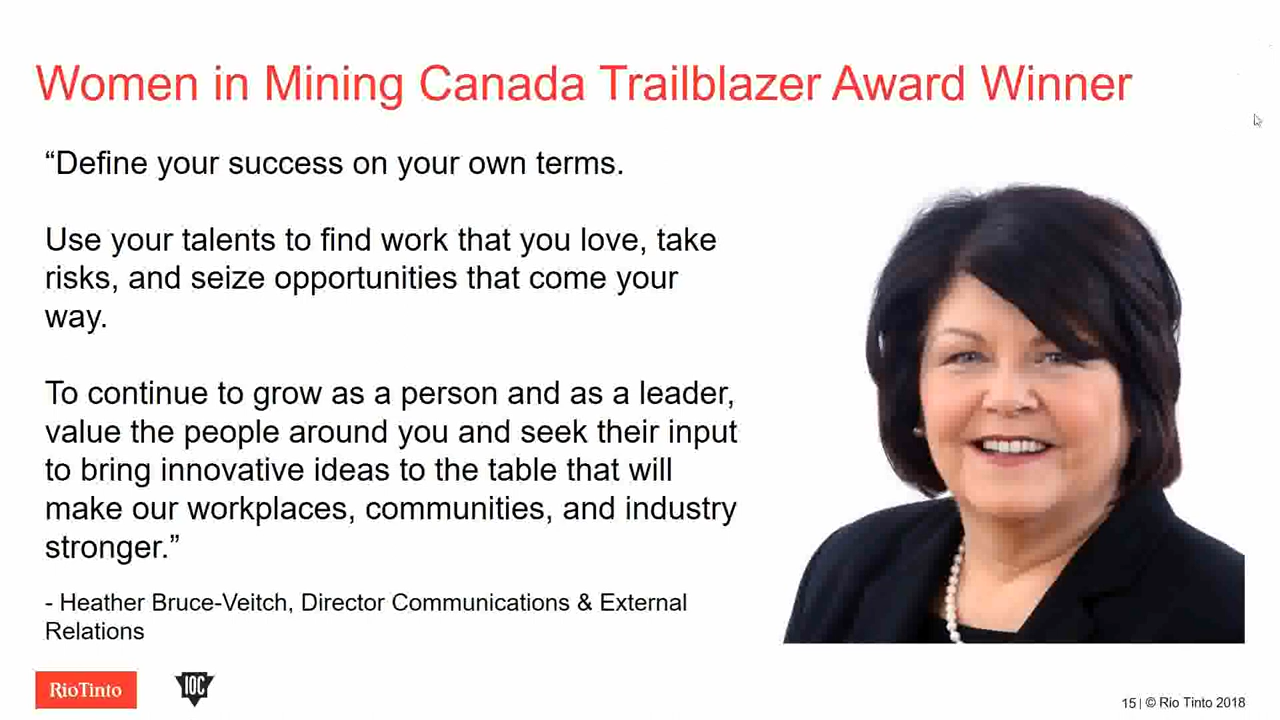 Women in Mining Canada Trailblazer Award Winner
“Define your success on your own terms.
Use your talents to find work that you love, take
risks, and seize opportunities that come your
way.
To continue to grow as a person and as a leader,
value the people around you and seek their input
to bring innovative ideas to the table that will
make our workplaces, communities, and industry
stronger.”
- Heather Bruce-Veitch, Director Communications & External
Relations
RioTinto
IOC
15 | © Rio Tinto 2018